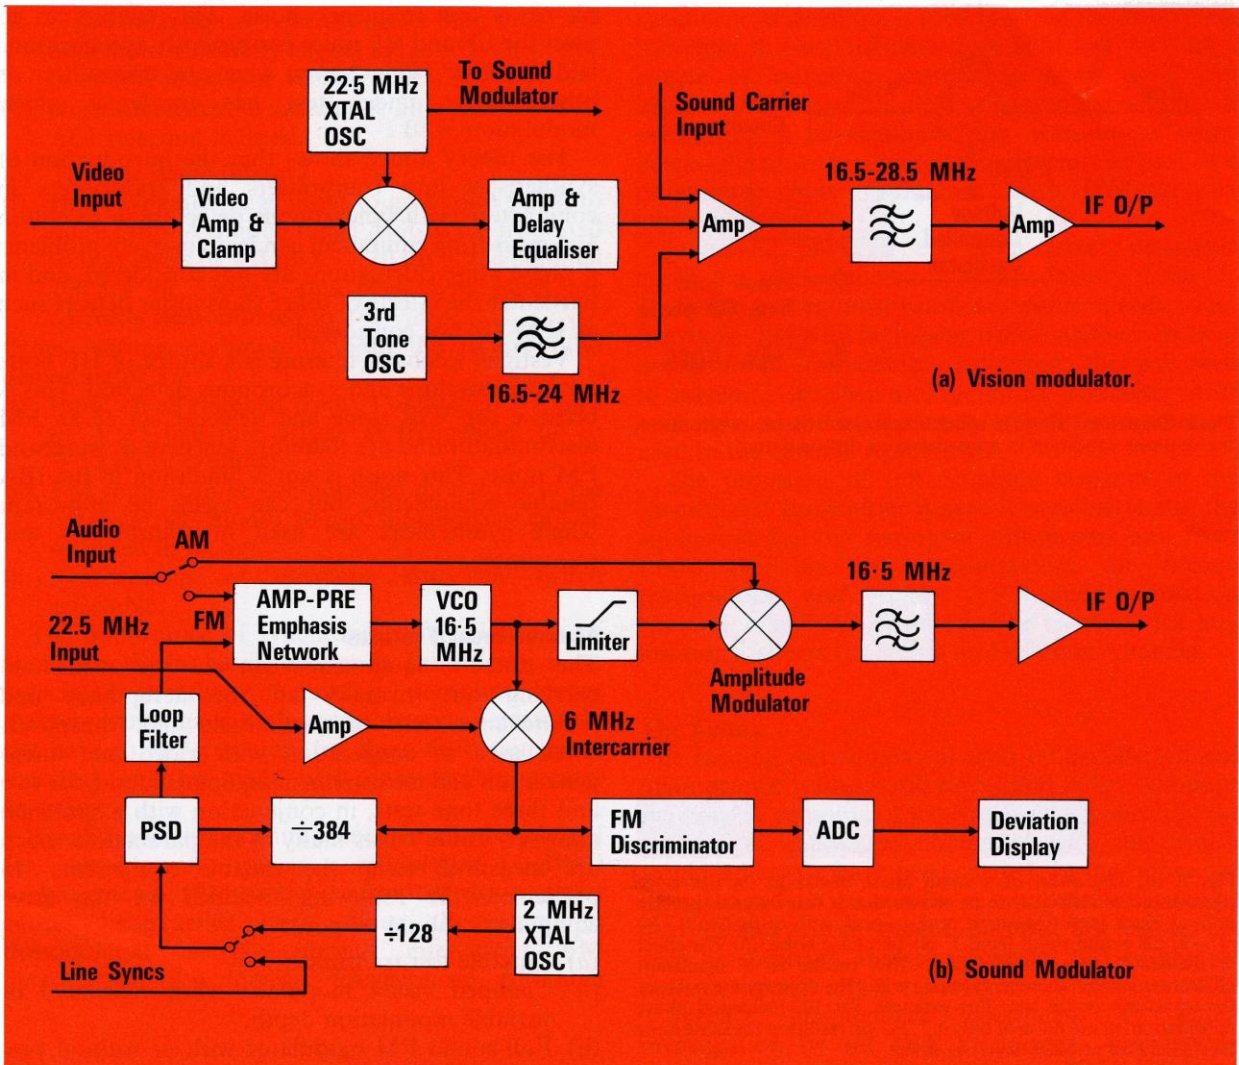 22·5 MHz
XTAL
OSC
To Sound
Modulator
Sound Carrier
Input
Video
Input
Video
Amp &
Clamp
Amp &
Delay
Equaliser
Amp
16.5-28.5 MHz
Amp
IF O/P
3rd
Tone
OSC
16.5-24 MHz
(a) Vision modulator.
Audio
Input
AM
FM
22.5 MHz
Input
AMP-PRE
Emphasis
Network
VCO
16·5
MHz
Limiter
Amplitude
Modulator
16·5 MHz
IF O/P
Loop
Filter
Amp
6 MHz
Intercarrier
PSD
÷384
FM
Discriminator
ADC
Deviation
Display
÷128
2 MHz
XTAL
OSC
Line Syncs
(b) Sound Modulator